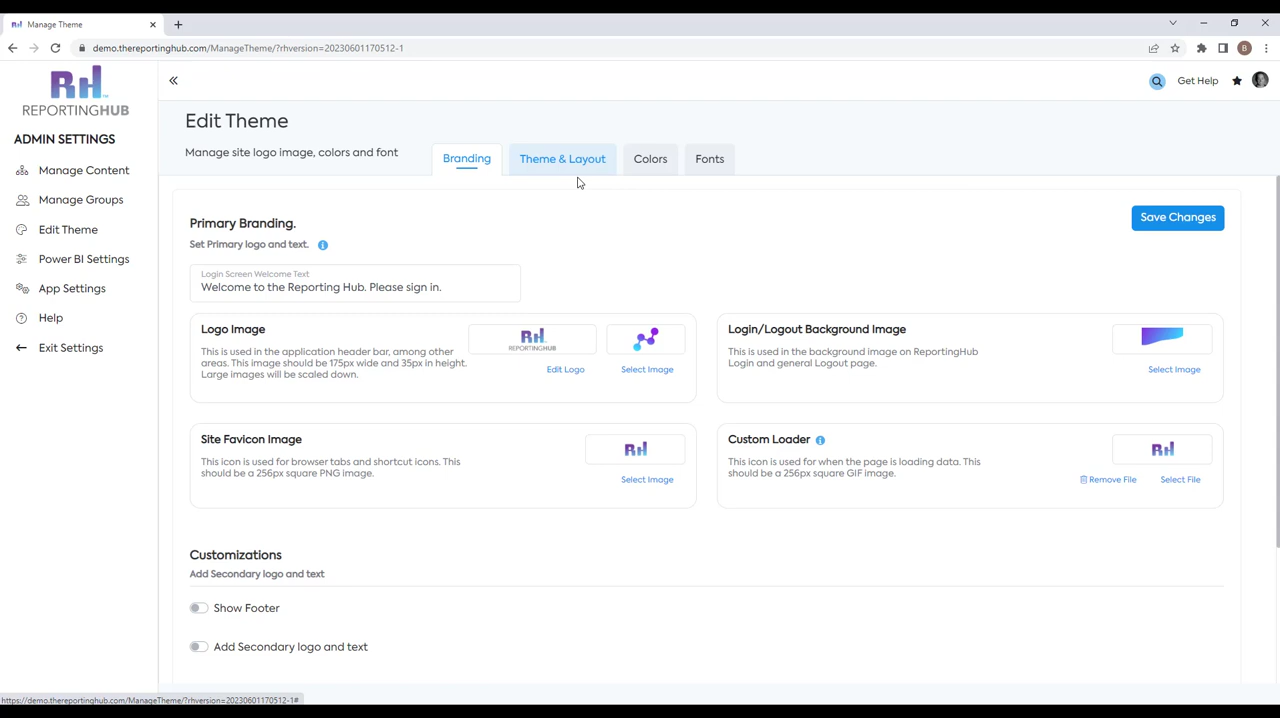 RH Manage Theme
demo.thereportinghub.com/ManageTheme/?rhversion=20230601170512-1
B
RH
REPORTINGHUB
Get Help
ADMIN SETTINGS
Manage Content
Manage Groups
Edit Theme
Power BI Settings
App Settings
Help
Exit Settings
Edit Theme
Manage site logo image, colors and font
Branding
Theme & Layout
Colors
Fonts
Primary Branding.
Save Changes
Set Primary logo and text.
Login Screen Welcome Text
Welcome to the Reporting Hub. Please sign in.
Logo Image
This is used in the application header bar, among other
areas. This image should be 175px wide and 35px in height.
Large images will be scaled down.
RH
REPORTINGHUB
Edit Logo
Select Image
Login/Logout Background Image
This is used in the background image on ReportingHub
Login and general Logout page.
Select Image
Site Favicon Image
This icon is used for browser tabs and shortcut icons. This
should be a 256px square PNG image.
RH
Select Image
Custom Loader
This icon is used for when the page is loading data. This
should be a 256px square GIF image.
RH
Remove File
Select File
Customizations
Add Secondary logo and text
Show Footer
Add Secondary logo and text
https://demo.thereportinghub.com/ManageTheme/?rhversion=20230601170512-1#